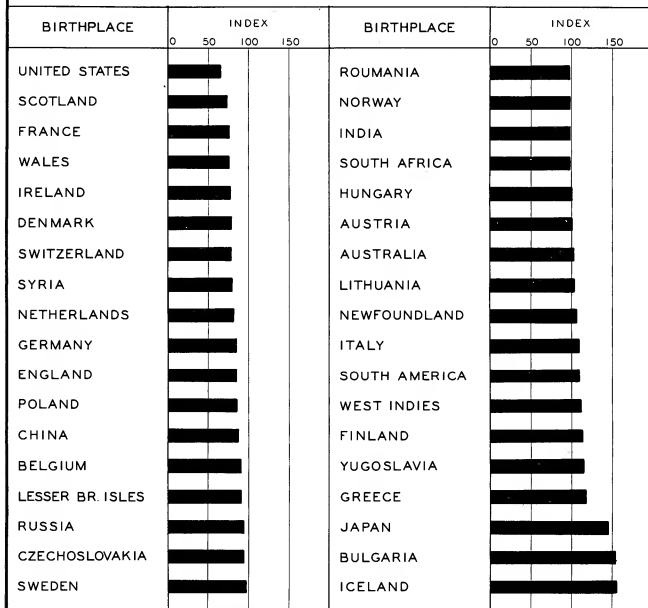 BIRTHPLACE INDEX BIRTHPLACE INDEX
0 50 100 150 0 50 100 150
UNITED STATES ROUMANIA
SCOTLAND NORWAY
FRANCE INDIA
WALES SOUTH AFRICA
IRELAND HUNGARY
DENMARK AUSTRIA
SWITZERLAND AUSTRALIA
SYRIA LITHUANIA
NETHERLANDS NEWFOUNDLAND
GERMANY ITALY
ENGLAND SOUTH AMERICA
POLAND WEST INDIES
CHINA FINLAND
BELGIUM YUGOSLAVIA
LESSER BR. ISLES GREECE
RUSSIA JAPAN
CZECHOSLOVAKIA BULGARIA
SWEDEN ICELAND